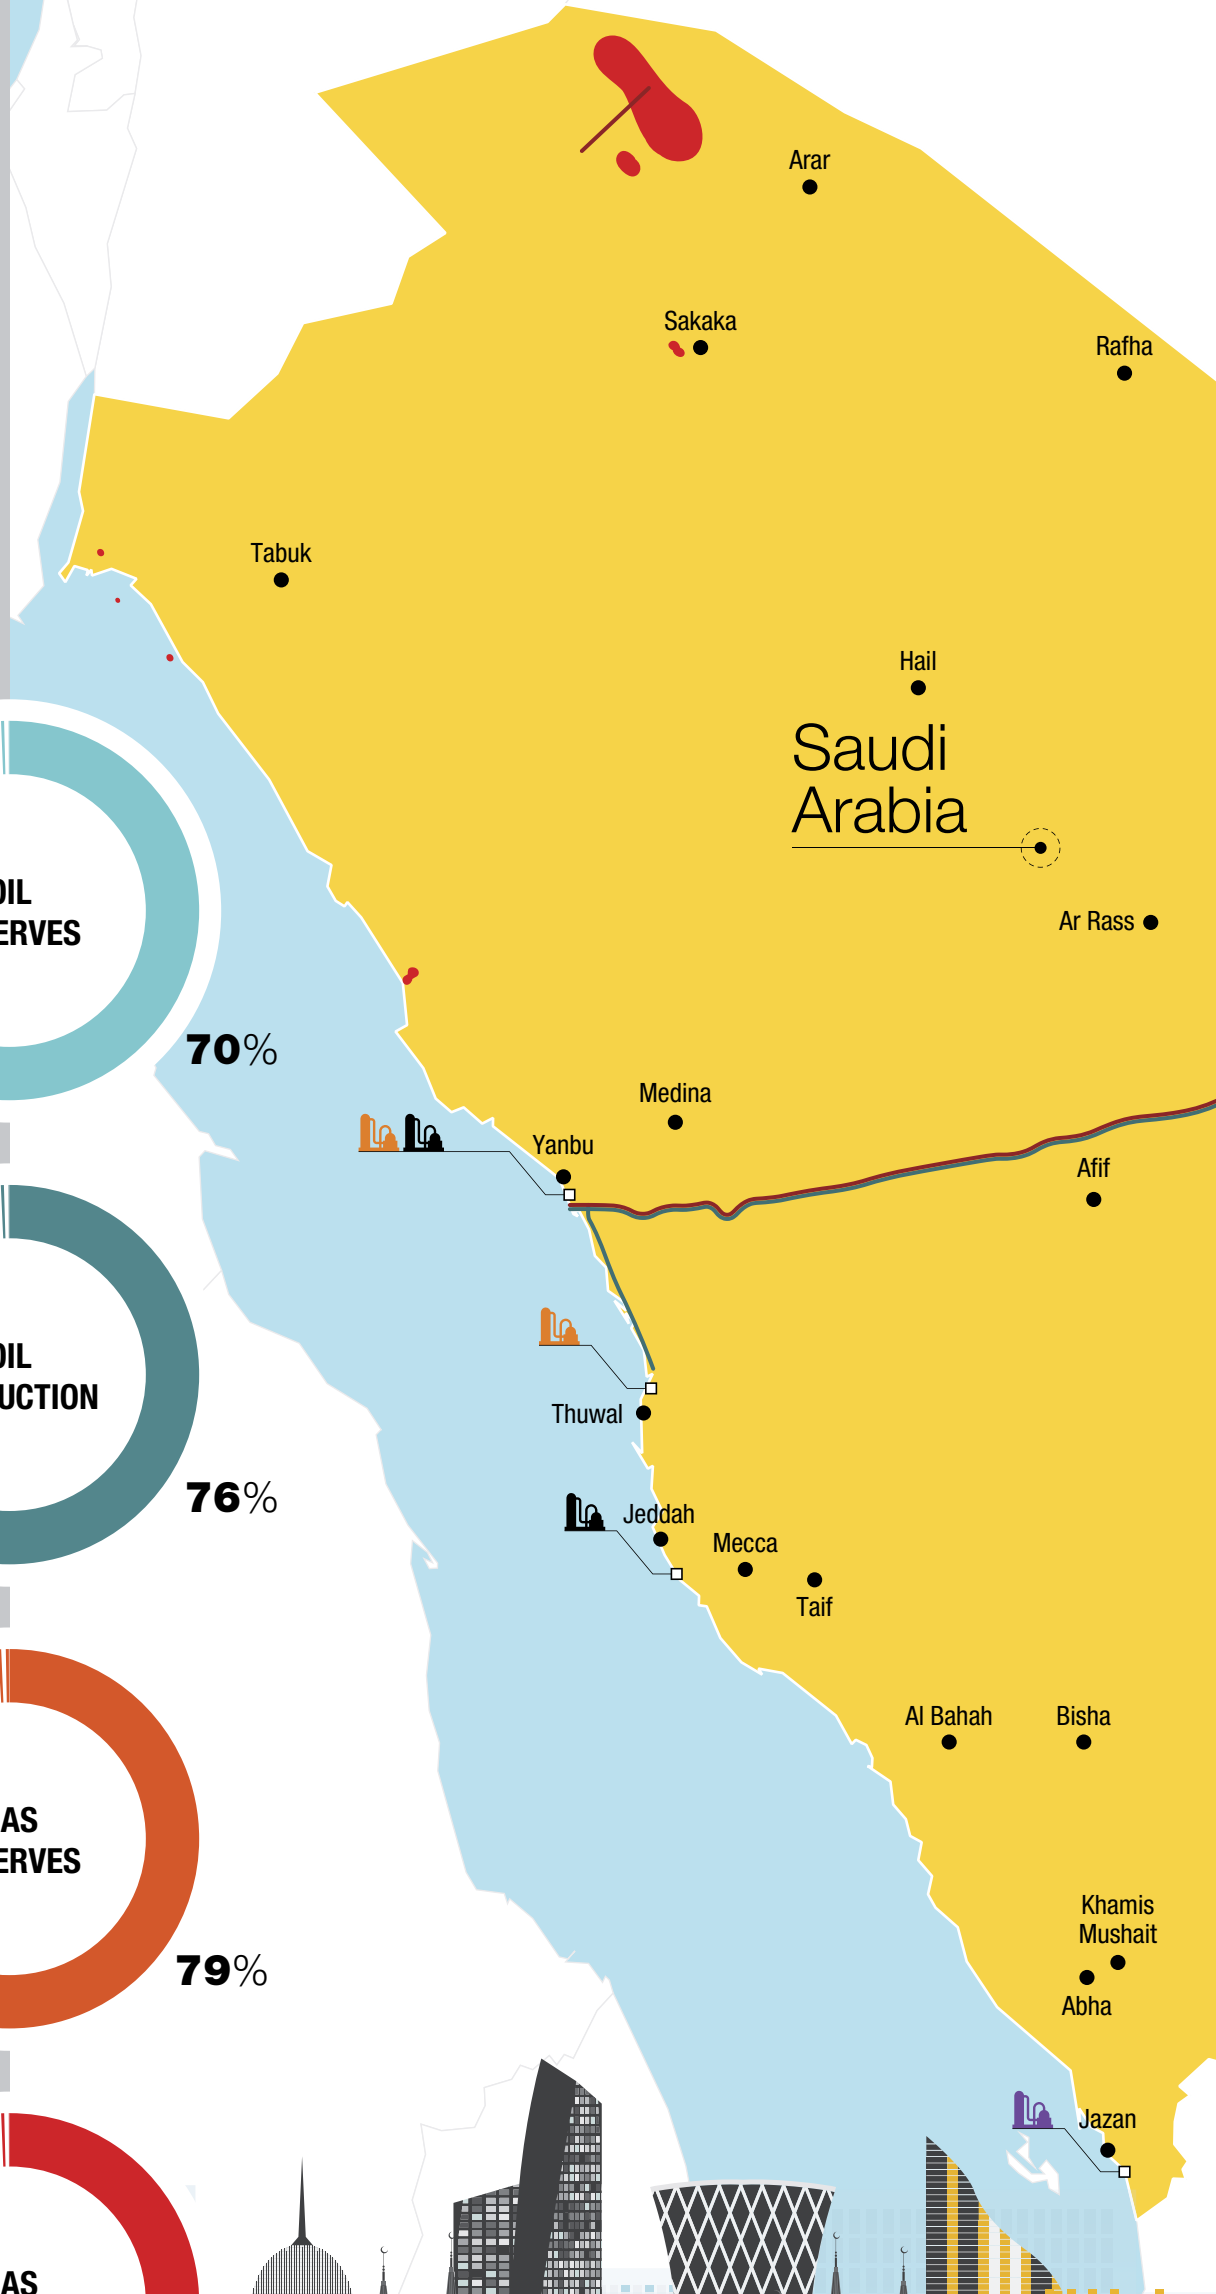 Arar
Sakaka
Rafha
Tabuk
Hail
Saudi
Arabia
OIL
ERVES
Ar Rass
70%
Medina
Yanbu
Afif
OIL
UCTION
Thuwal
76%
Jeddah
Mecca
Taif
Al Bahah
Bisha
AS
ERVES
Khamis
Mushait
79%
Abha
Jazan
AS